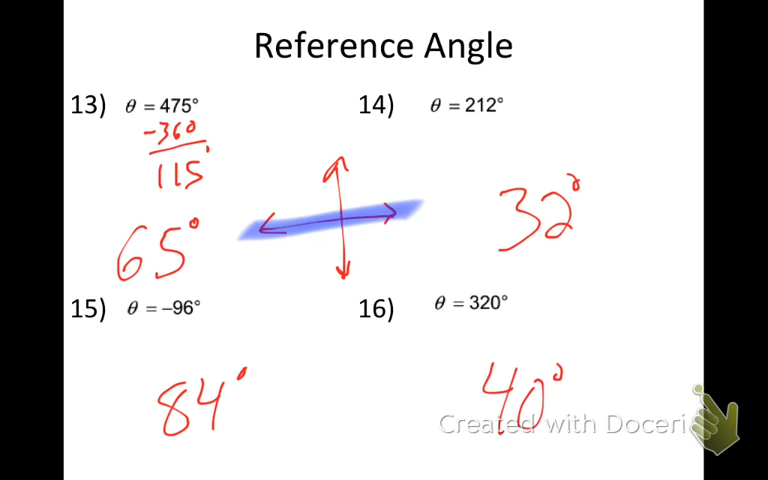 Reference Angle
13) θ = 475°
-360
115°
65°
14) θ = 212°
32°
15) θ = –96°
84°
16) θ = 320°
40°
Created with Doceri